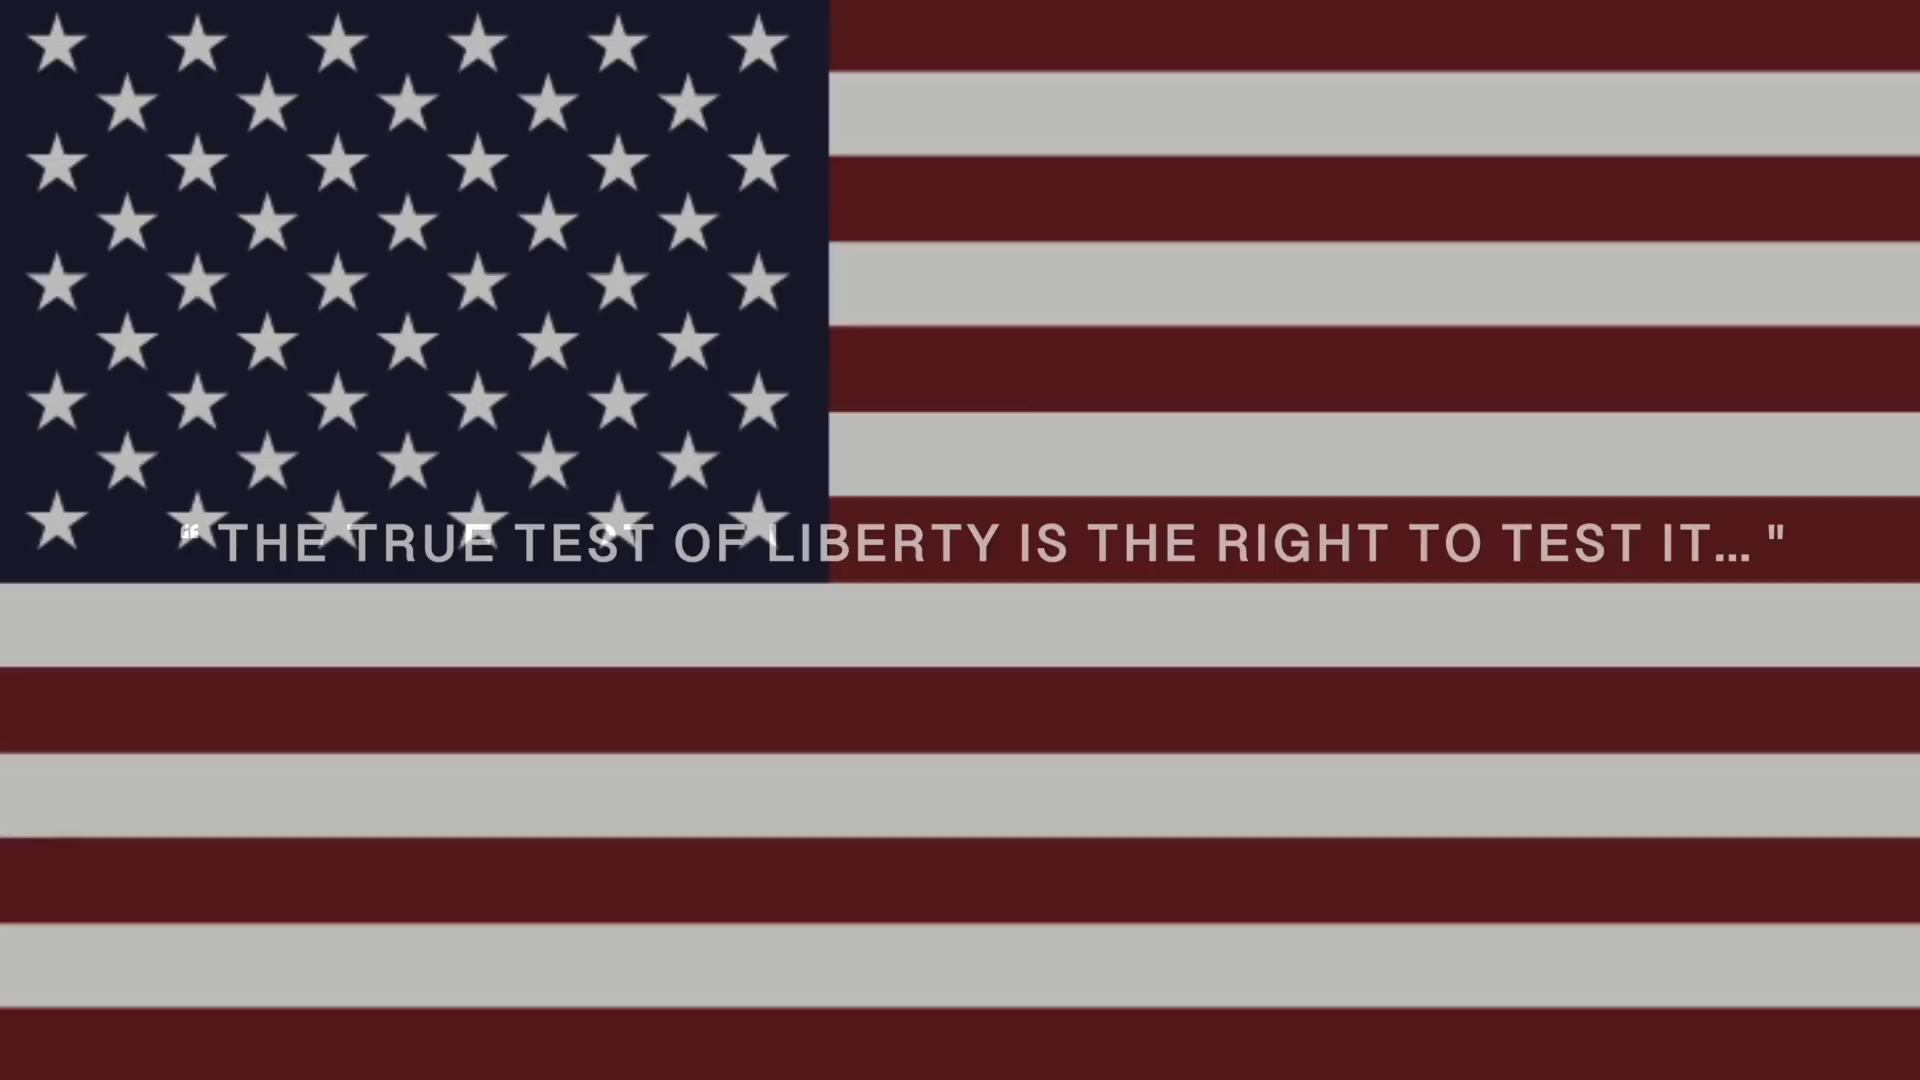 “ THE TRUE TEST OF LIBERTY IS THE RIGHT TO TEST IT... "